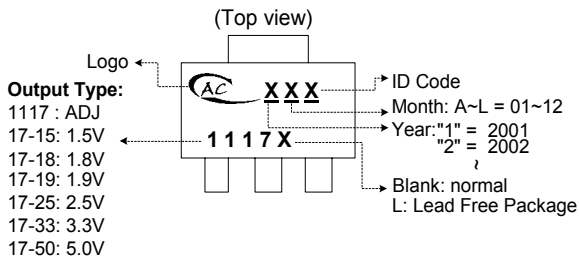 (Top view)
Logo
AC
X X X
ID Code
Month: A~L = 01~12
Year:"1" = 2001
"2" = 2002
~
Output Type:
1117 : ADJ
17-15: 1.5V
17-18: 1.8V
17-19: 1.9V
17-25: 2.5V
17-33: 3.3V
17-50: 5.0V
1 1 1 7 X
Blank: normal
L: Lead Free Package